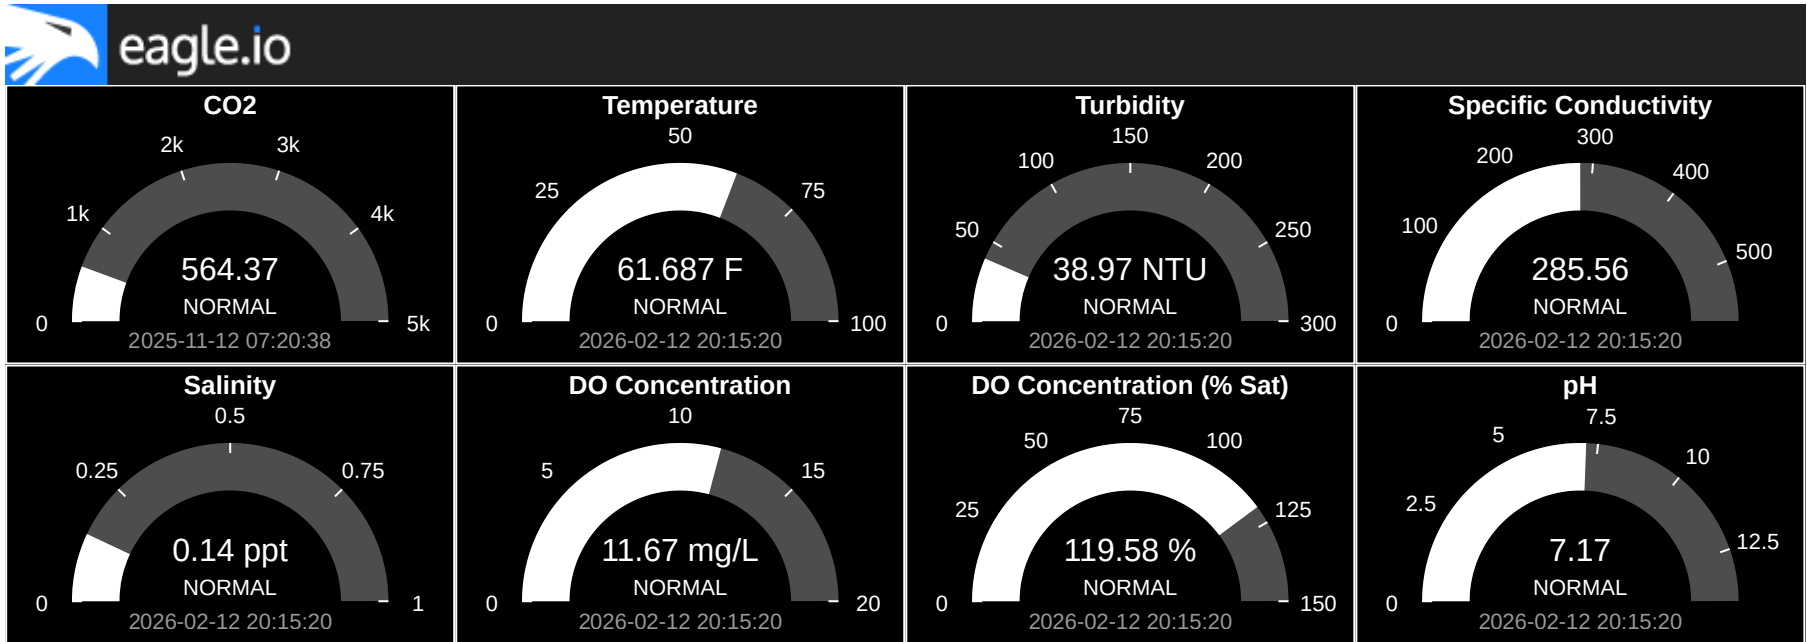 eagle.io
CO2
0
1k
2k
3k
4k
5k
564.37
NORMAL
2025-11-12 07:20:38
Temperature
0
25
50
75
100
61.687 F
NORMAL
2026-02-12 20:15:20
Turbidity
0
50
100
150
200
250
300
38.97 NTU
NORMAL
2026-02-12 20:15:20
Specific Conductivity
0
100
200
300
400
500
285.56
NORMAL
2026-02-12 20:15:20
Salinity
0
0.25
0.5
0.75
1
0.14 ppt
NORMAL
2026-02-12 20:15:20
DO Concentration
0
5
10
15
20
11.67 mg/L
NORMAL
2026-02-12 20:15:20
DO Concentration (% Sat)
0
25
50
75
100
125
150
119.58 %
NORMAL
2026-02-12 20:15:20
pH
0
2.5
5
7.5
10
12.5
7.17
NORMAL
2026-02-12 20:15:20